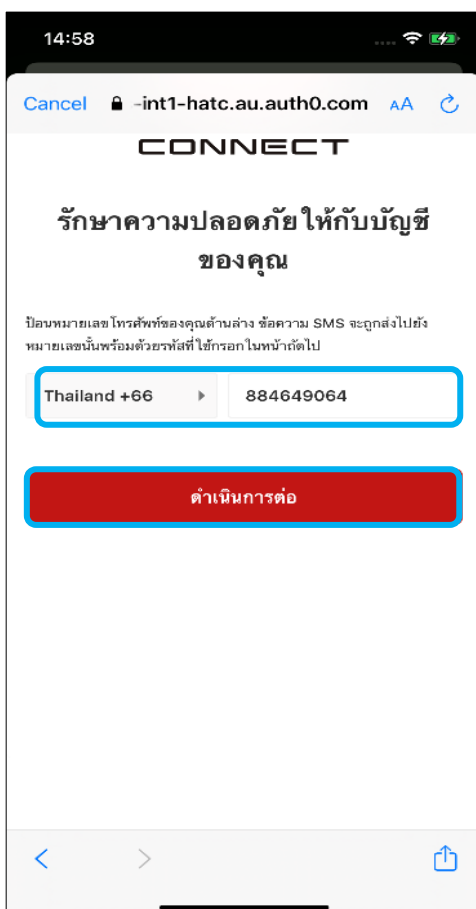 14:58
Cancel -int1-hatc.au.auth0.com AA
CONNECT
รักษาความปลอดภัยให้กับบัญชี
ของคุณ
ป้อนหมายเลขโทรศัพท์ของคุณด้านล่าง ข้อความ SMS จะถูกส่งไปยัง
หมายเลขนั้นพร้อมด้วยรหัสที่ใช้กรอกในหน้าถัดไป
Thailand +66 884649064
ดำเนินการต่อ